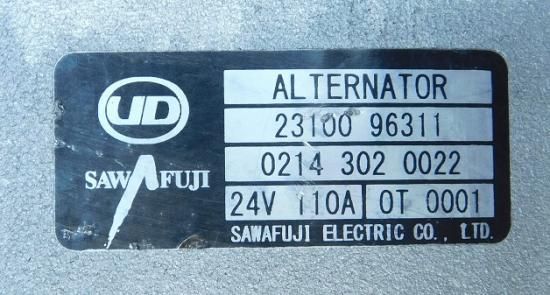 UD
SAWAFUJI
ALTERNATOR
23100 96311
0214 302 0022
24V 110A OT 0001
SAWAFUJI ELECTRIC CO., LTD.